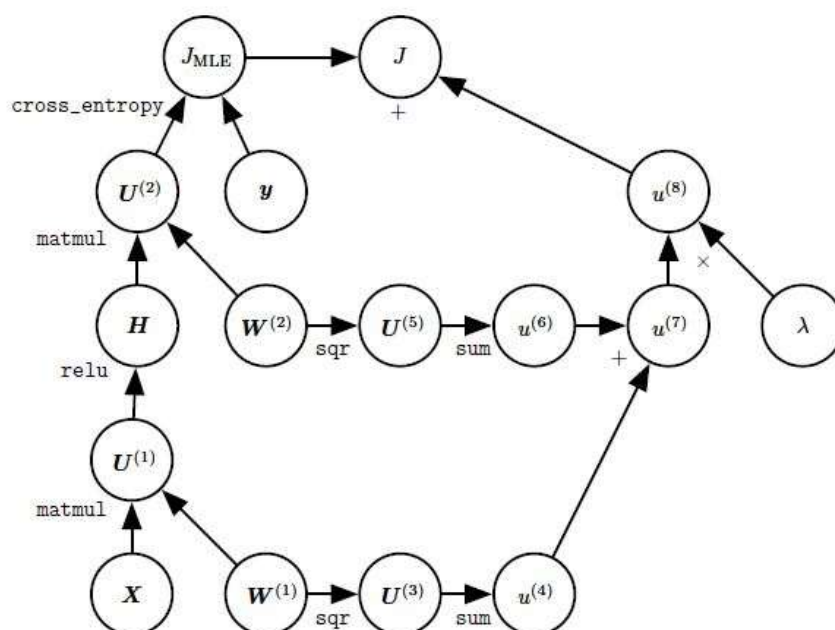 J_MLE J
cross_entropy +
U^(2) y u^(8)
matmul ×
H W^(2) U^(5) u^(6) u^(7) λ
relu sqr sum +
U^(1)
matmul
X W^(1) U^(3) u^(4)
sqr sum